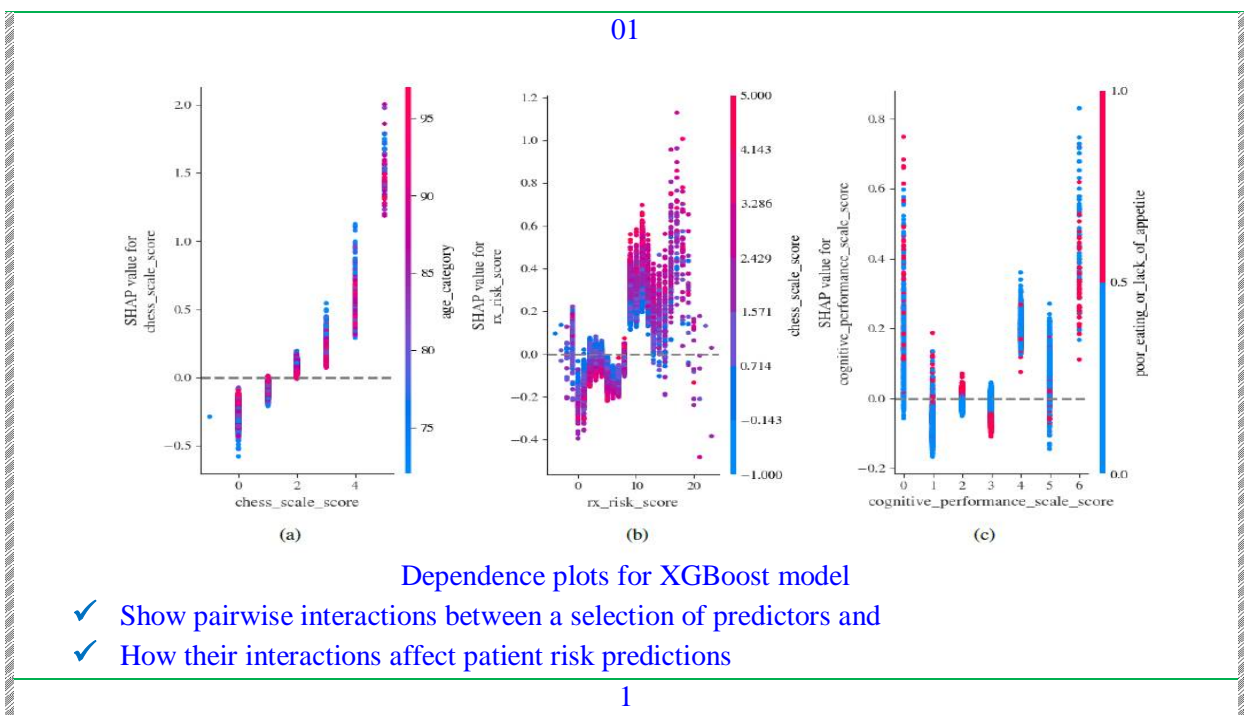 01
2.0
1.5
1.0
0.5
0.0
−0.5
0
2
4
SHAP value for
chess_scale_score
chess_scale_score
95
90
85
80
75
age_category
(a)
1.2
1.0
0.8
0.6
0.4
0.2
0.0
−0.2
−0.4
0
10
20
SHAP value for
rx_risk_score
rx_risk_score
5.000
4.143
3.286
2.429
1.571
0.714
−0.143
−1.000
chess_scale_score
(b)
0.8
0.6
0.4
0.2
0.0
−0.2
0 1 2 3 4 5 6
SHAP value for
cognitive_performance_scale_score
cognitive_performance_scale_score
1.0
0.5
0.0
poor_eating_or_lack_of_appetite
(c)
Dependence plots for XGBoost model
✓ Show pairwise interactions between a selection of predictors and
✓ How their interactions affect patient risk predictions
1